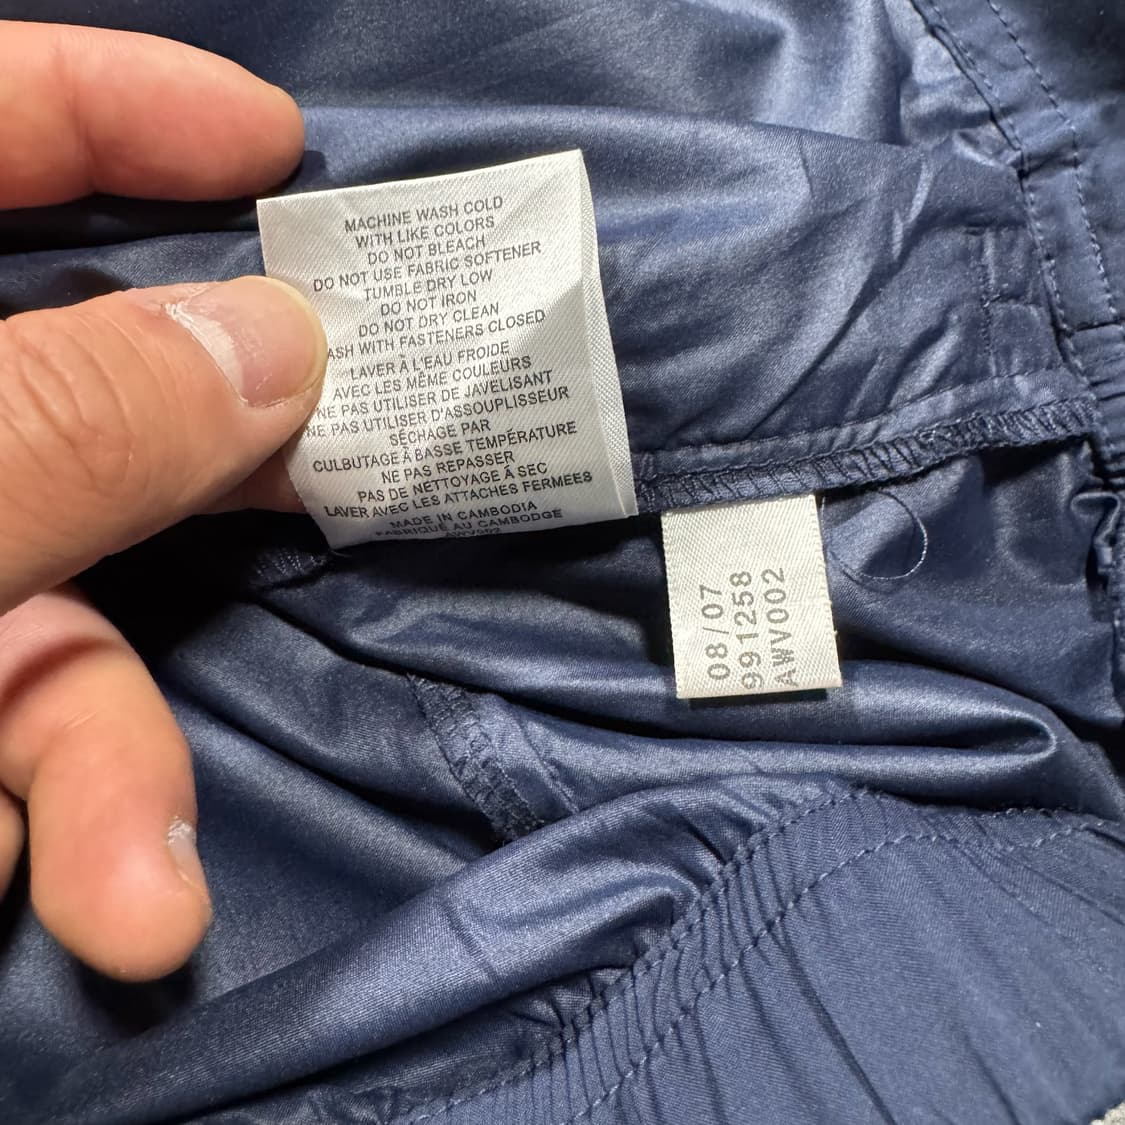 MACHINE WASH COLD
WITH LIKE COLORS
DO NOT BLEACH
DO NOT USE FABRIC SOFTENER
TUMBLE DRY LOW
DO NOT IRON
DO NOT DRY CLEAN
ASH WITH FASTENERS CLOSED
LAVER À L'EAU FROIDE
AVEC LES MÊME COULEURS
NE PAS UTILISER DE JAVELISANT
NE PAS UTILISER D'ASSOUPLISSEUR
SÉCHAGE PAR
CULBUTAGE À BASSE TEMPÉRATURE
NE PAS REPASSER
PAS DE NETTOYAGE Á SEC
LAVER AVEC LES ATTACHES FERMEES
MADE IN CAMBODIA
FABRIQUÉ AU CAMBODGE
AWV002
08/07
991258
AWV002